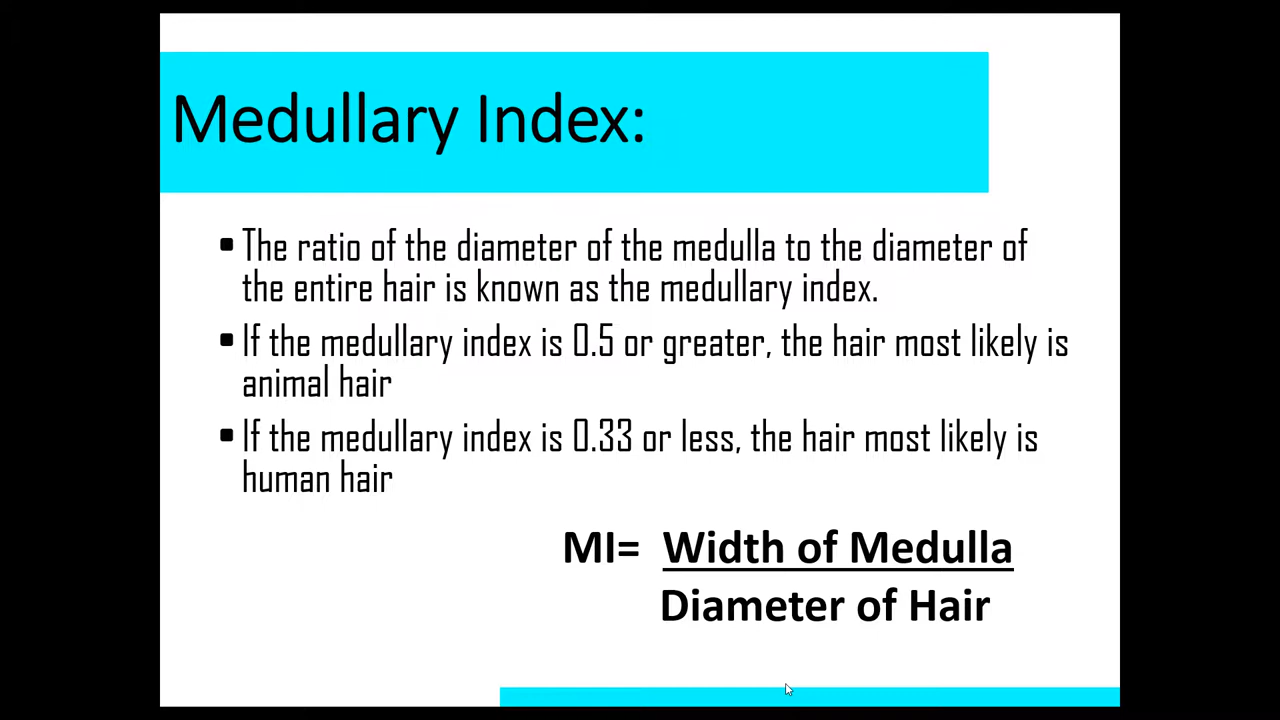 Medullary Index:
▪ The ratio of the diameter of the medulla to the diameter of
the entire hair is known as the medullary index.
▪ If the medullary index is 0.5 or greater, the hair most likely is
animal hair
▪ If the medullary index is 0.33 or less, the hair most likely is
human hair
MI= Width of Medulla
Diameter of Hair